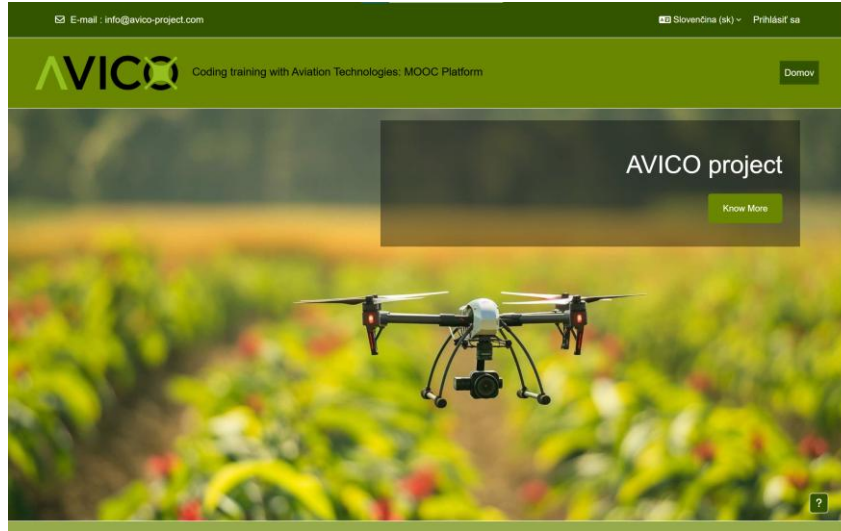 E-mail : info@avico-project.com
Slovenčina (sk)
Prihlásiť sa
AVICO
Coding training with Aviation Technologies: MOOC Platform
Domov
AVICO project
Know More
?